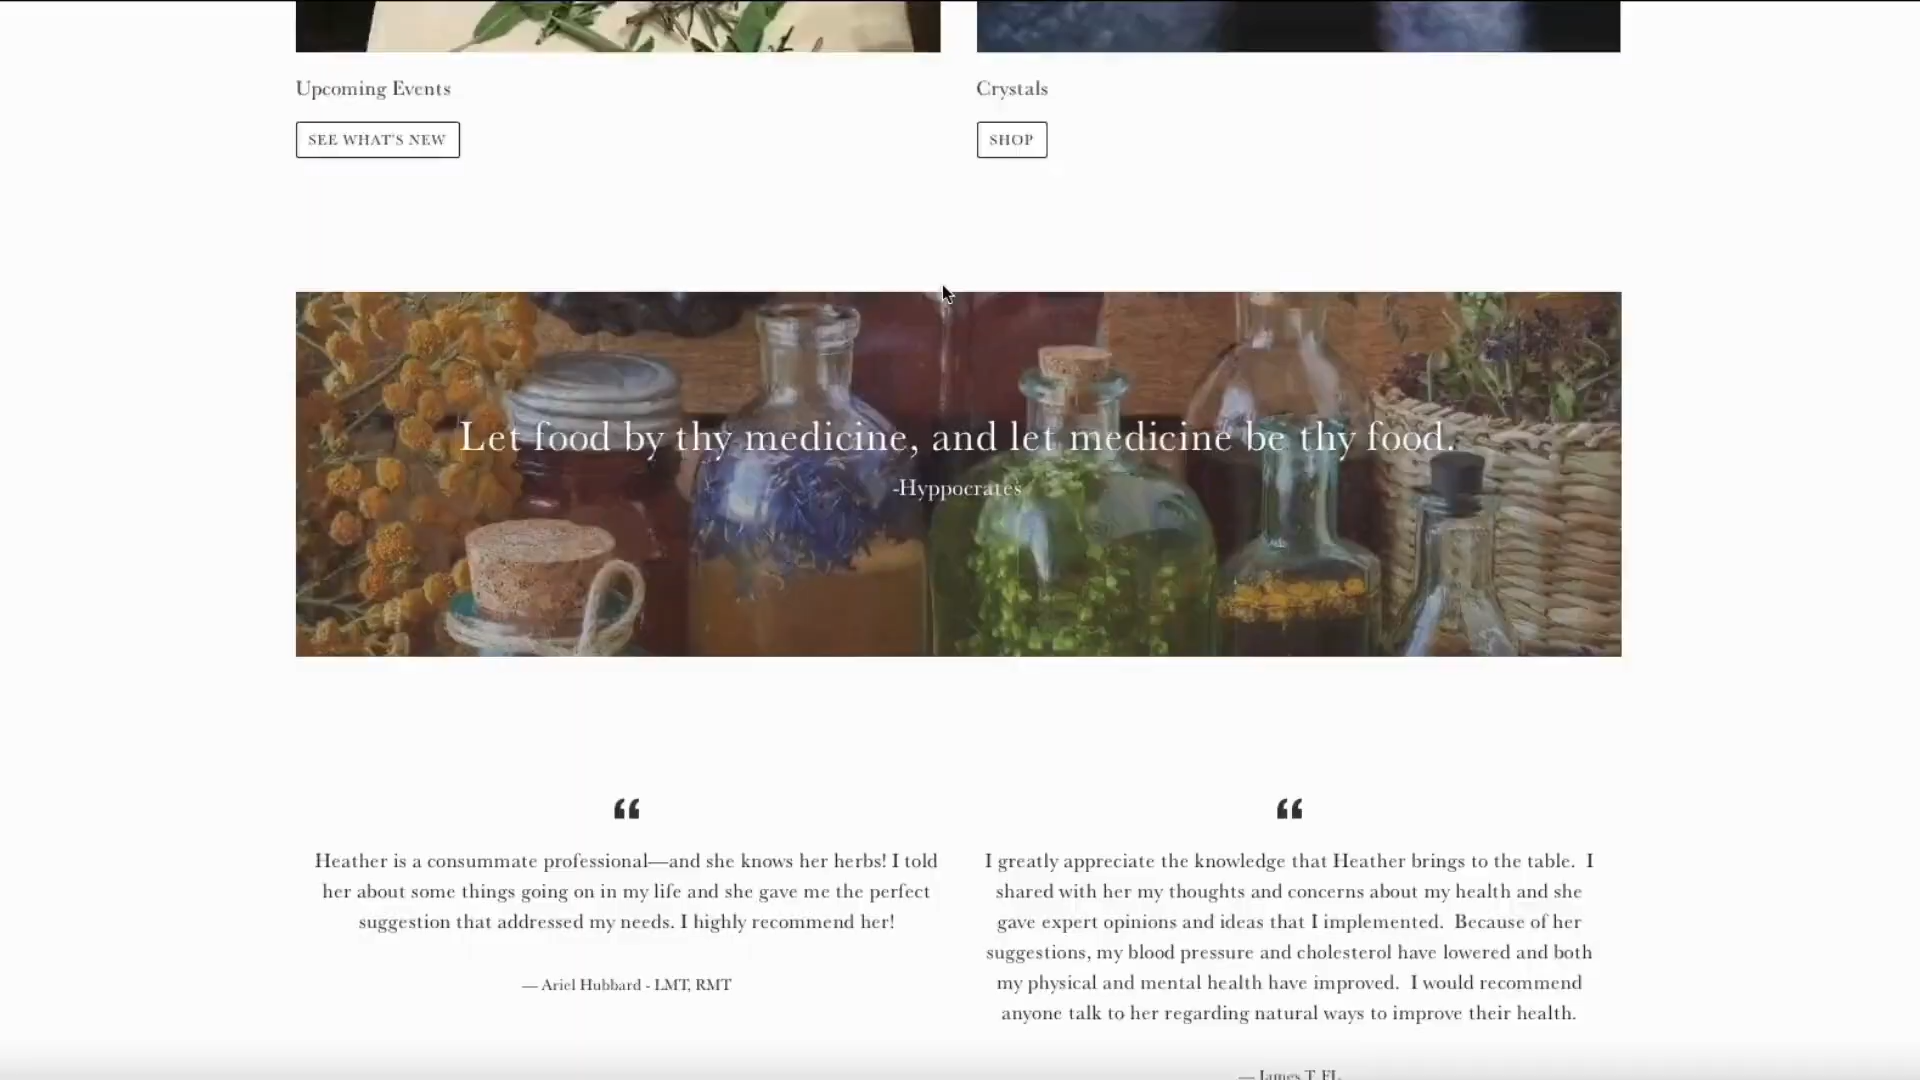 Upcoming Events
Crystals
SEE WHAT'S NEW
SHOP
Let food by thy medicine, and let medicine be thy food.
-Hyppocrates
Heather is a consummate professional—and she knows her herbs! I told
her about some things going on in my life and she gave me the perfect
suggestion that addressed my needs. I highly recommend her!
— Ariel Hubbard - LMT, RMT
I greatly appreciate the knowledge that Heather brings to the table.  I
shared with her my thoughts and concerns about my health and she
gave expert opinions and ideas that I implemented.  Because of her
suggestions, my blood pressure and cholesterol have lowered and both
my physical and mental health have improved.  I would recommend
anyone talk to her regarding natural ways to improve their health.
— James T. FL